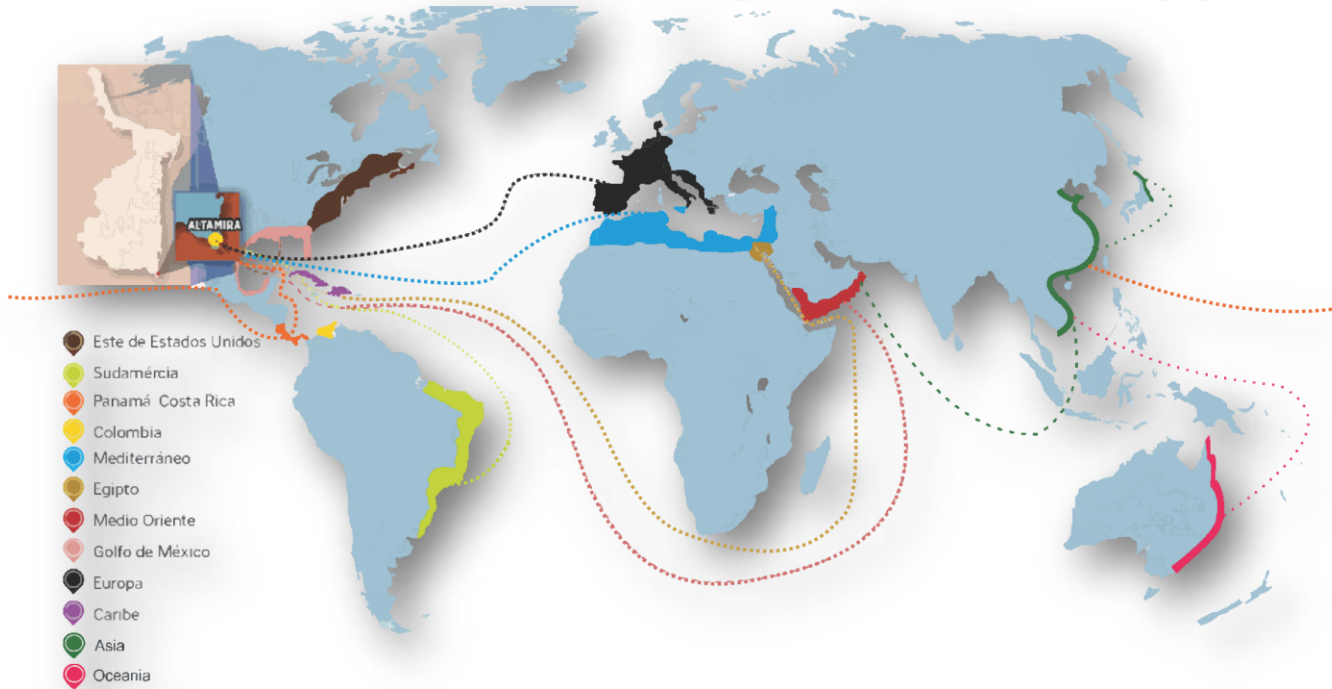 ALTAMIRA
Este de Estados Unidos
Sudamércia
Panamá Costa Rica
Colombia
Mediterráneo
Egipto
Medio Oriente
Golfo de México
Europa
Caribe
Asia
Oceania